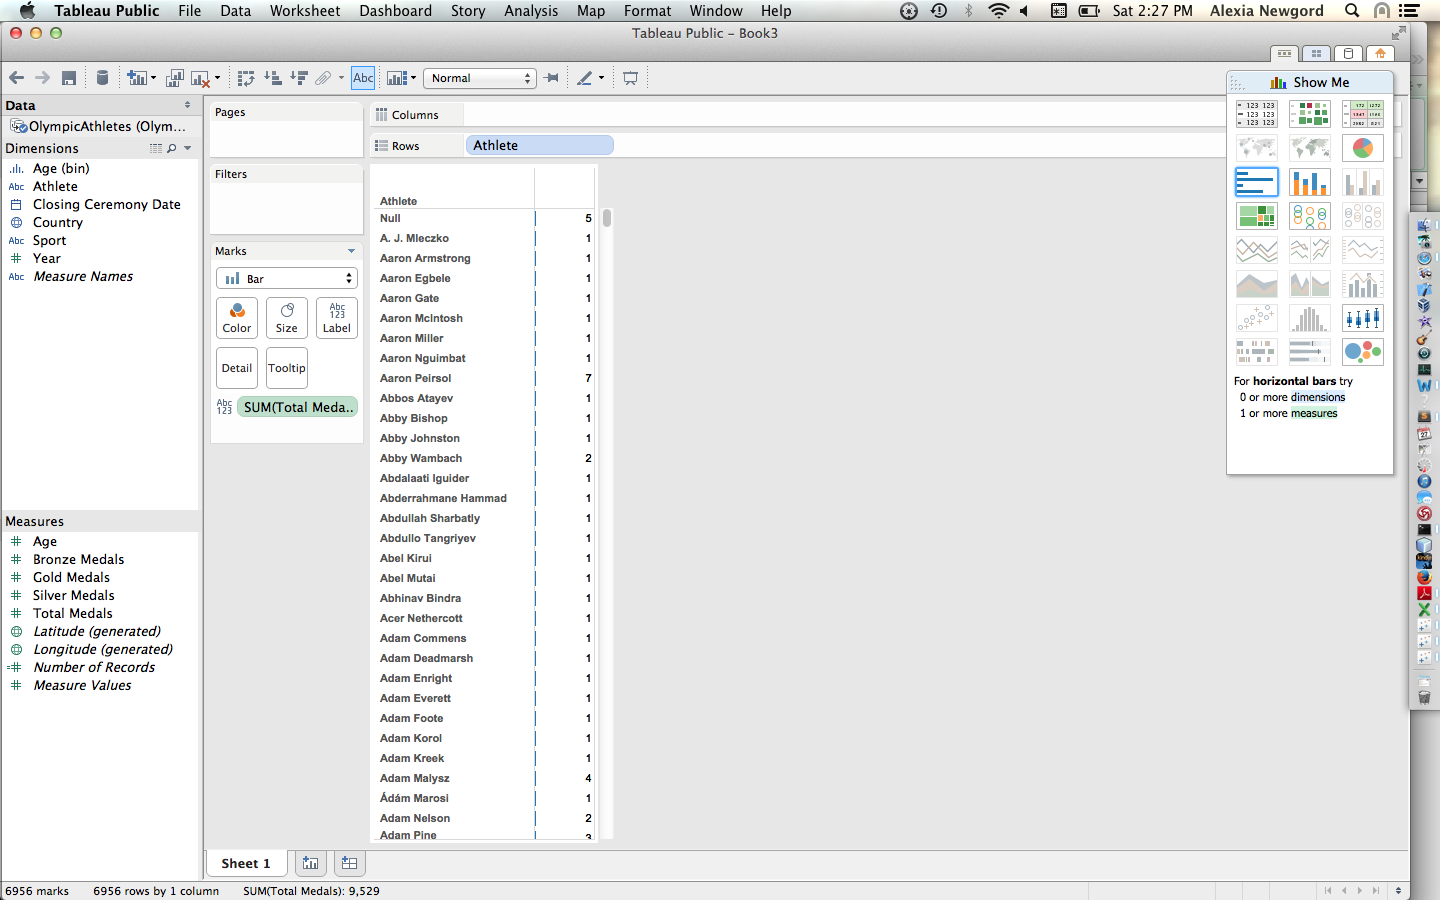 Tableau Public File Data Worksheet Dashboard Story Analysis Map Format Window Help Sat 2:27 PM Alexia Newgord
Tableau Public – Book3
Abc Normal
Show Me
Data
OlympicAthletes (Olym...
Dimensions
Age (bin)
Abc Athlete
Closing Ceremony Date
Country
Abc Sport
Year
Abc Measure Names
Measures
Age
Bronze Medals
Gold Medals
Silver Medals
Total Medals
Latitude (generated)
Longitude (generated)
Number of Records
Measure Values
Pages
Filters
Marks
Bar
Color
Size
Abc
123
Label
Detail
Tooltip
Abc
123
SUM(Total Meda..
Columns
Rows Athlete
Athlete
Null 5
A. J. Mleczko 1
Aaron Armstrong 1
Aaron Egbele 1
Aaron Gate 1
Aaron McIntosh 1
Aaron Miller 1
Aaron Nguimbat 1
Aaron Peirsol 7
Abbos Atayev 1
Abby Bishop 1
Abby Johnston 1
Abby Wambach 2
Abdalaati Iguider 1
Abderrahmane Hammad 1
Abdullah Sharbatly 1
Abdullo Tangriyev 1
Abel Kirui 1
Abel Mutai 1
Abhinav Bindra 1
Acer Nethercott 1
Adam Commens 1
Adam Deadmarsh 1
Adam Enright 1
Adam Everett 1
Adam Foote 1
Adam Korol 1
Adam Kreek 1
Adam Malysz 4
Ádám Marosi 1
Adam Nelson 2
Adam Pine 3
123 123
123 123
123 123
For horizontal bars try
0 or more dimensions
1 or more measures
Sheet 1
6956 marks 6956 rows by 1 column SUM(Total Medals): 9,529